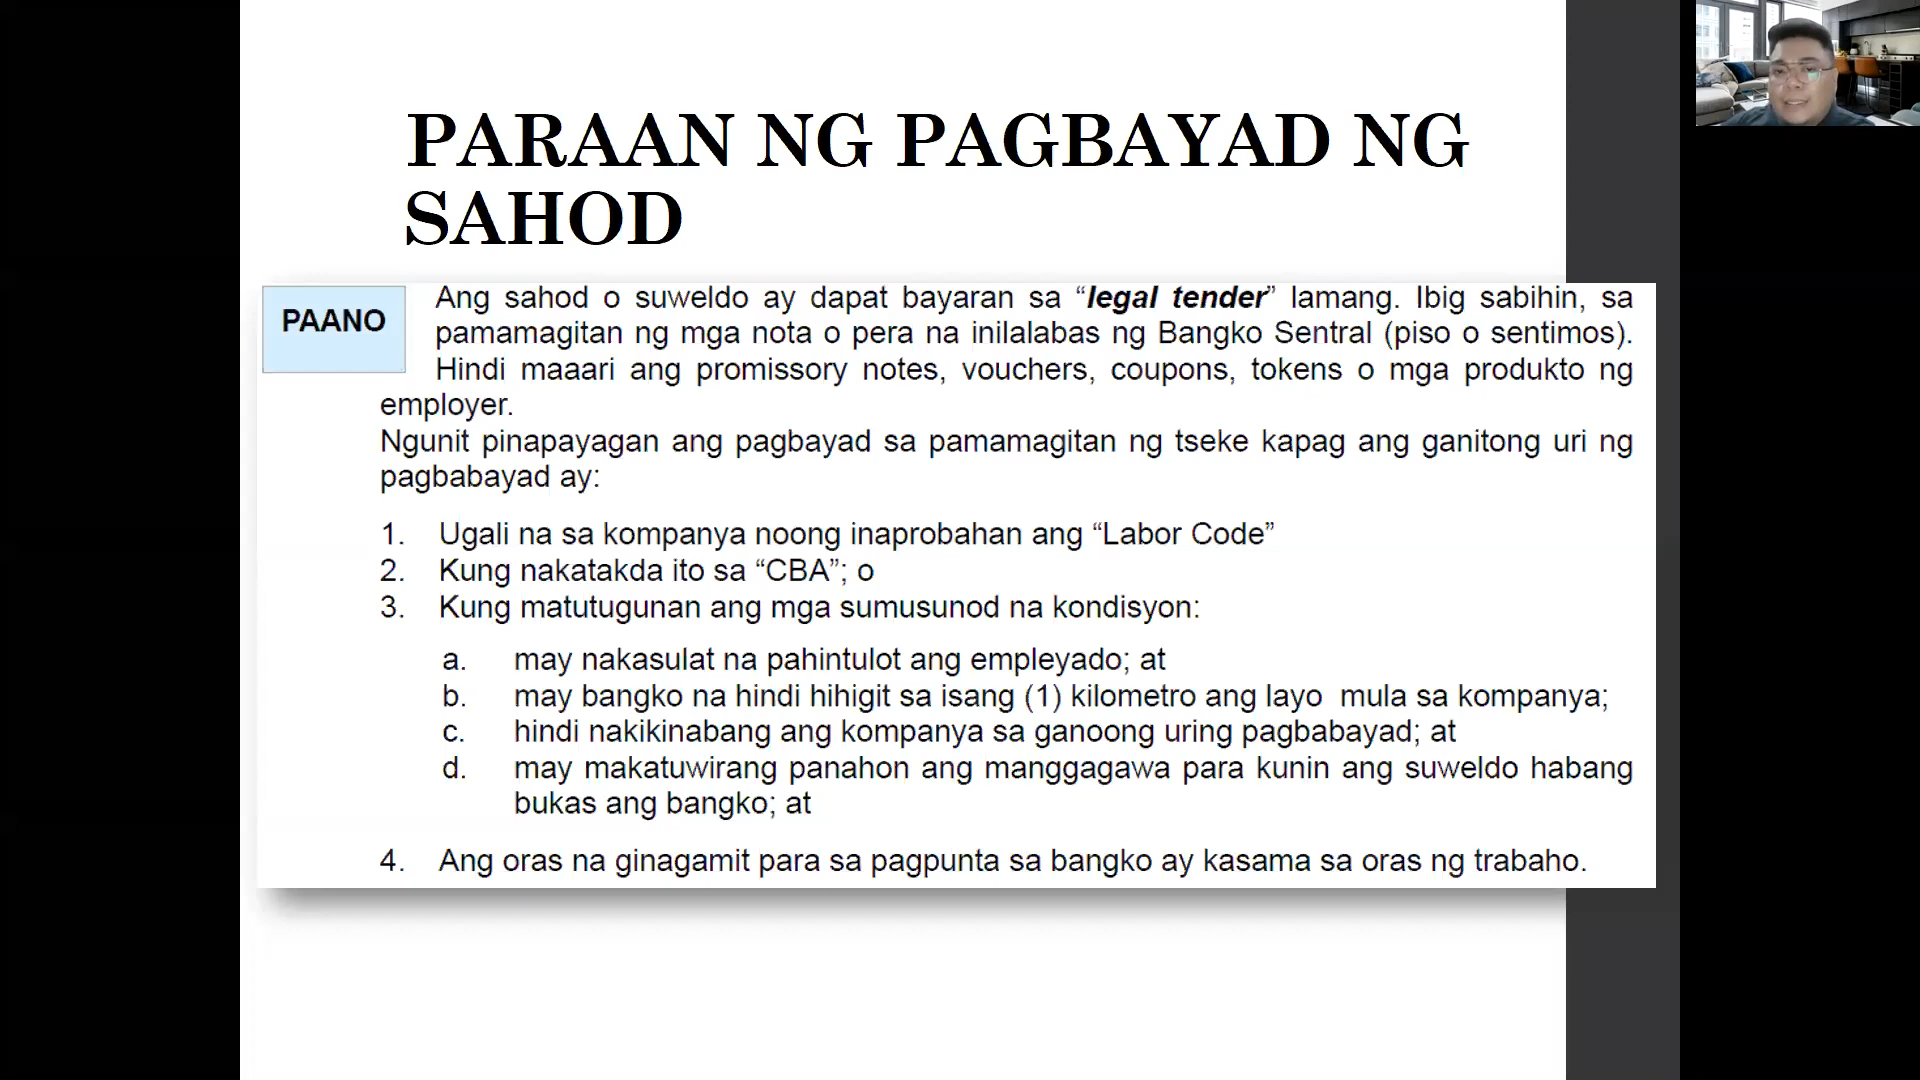 PARAAN NG PAGBAYAD NG
SAHOD
PAANO
Ang sahod o suweldo ay dapat bayaran sa “legal tender” lamang. Ibig sabihin, sa
pamamagitan ng mga nota o pera na inilalabas ng Bangko Sentral (piso o sentimos).
Hindi maaari ang promissory notes, vouchers, coupons, tokens o mga produkto ng
employer.
Ngunit pinapayagan ang pagbayad sa pamamagitan ng tseke kapag ang ganitong uri ng
pagbabayad ay:
1. Ugali na sa kompanya noong inaprobahan ang “Labor Code”
2. Kung nakatakda ito sa “CBA”; o
3. Kung matutugunan ang mga sumusunod na kondisyon:
a. may nakasulat na pahintulot ang empleyado; at
b. may bangko na hindi hihigit sa isang (1) kilometro ang layo mula sa kompanya;
c. hindi nakikinabang ang kompanya sa ganoong uring pagbabayad; at
d. may makatuwirang panahon ang manggagawa para kunin ang suweldo habang
bukas ang bangko; at
4. Ang oras na ginagamit para sa pagpunta sa bangko ay kasama sa oras ng trabaho.